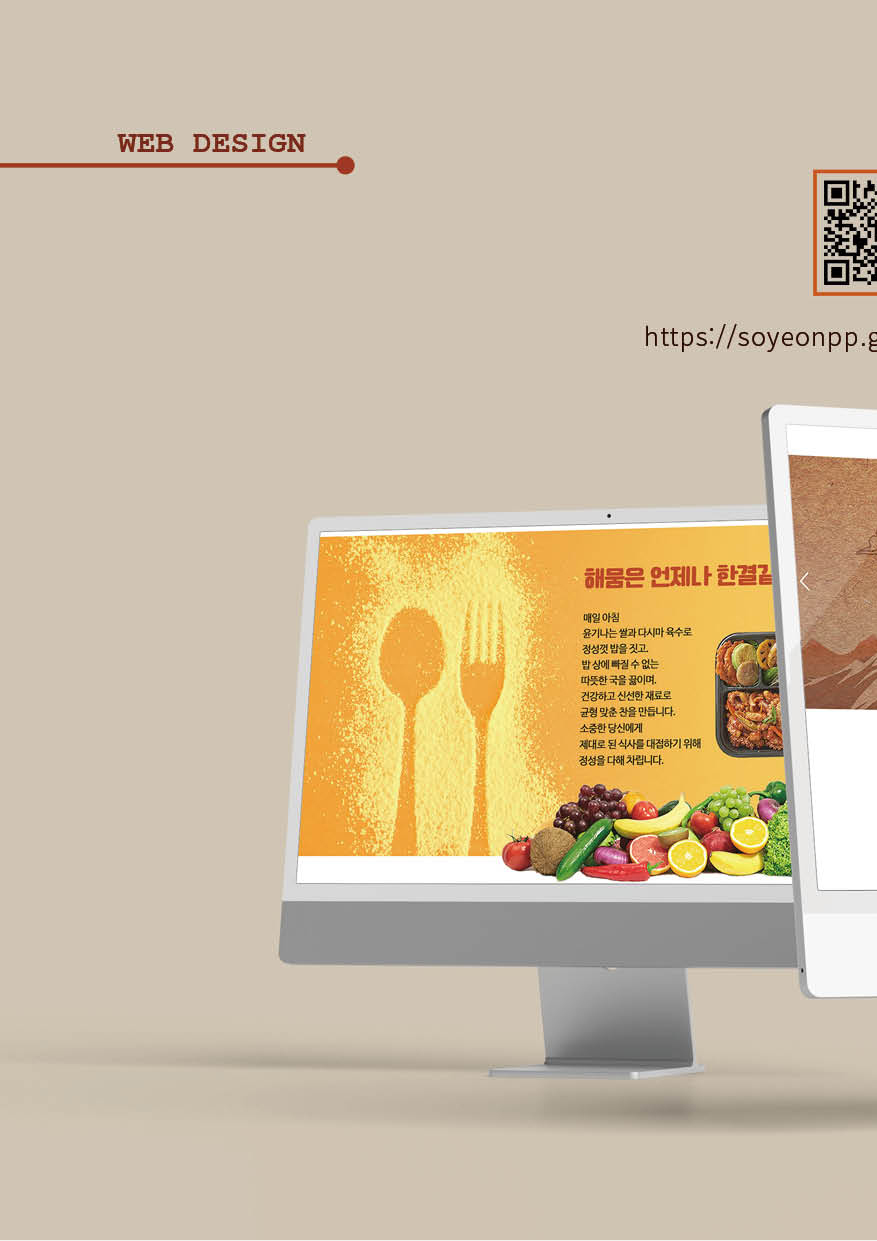 WEB DESIGN
https://soyeonpp.g
해뭄은 언제나 한결같
매일 아침
윤기나는 쌀과 다시마 육수로
정성껏 밥을 짓고.
밥 상에 빠질 수 없는
따뜻한 국을 끓이며.
건강하고 신선한 재료로
균형 맞춘 찬을 만듭니다.
소중한 당신에게
제대로 된 식사를 대접하기 위해
정성을 다해 차립니다.